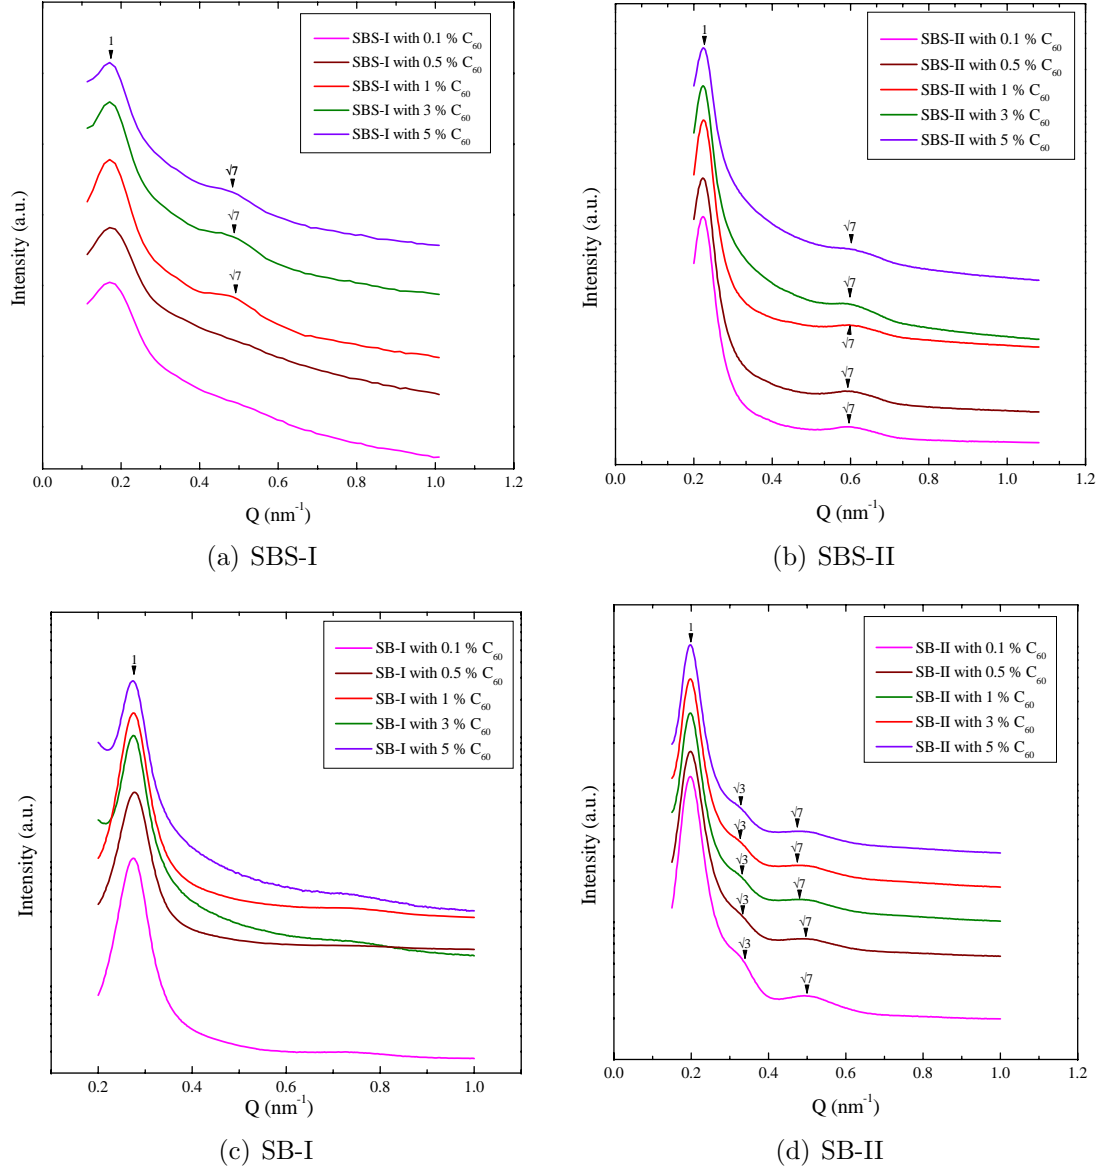 1
SBS-I with 0.1 % C60
SBS-I with 0.5 % C60
SBS-I with 1 % C60
SBS-I with 3 % C60
SBS-I with 5 % C60
√7
√7
√7
Intensity (a.u.)
0.0 0.2 0.4 0.6 0.8 1.0 1.2
Q (nm-1)
(a) SBS-I
1
SBS-II with 0.1 % C60
SBS-II with 0.5 % C60
SBS-II with 1 % C60
SBS-II with 3 % C60
SBS-II with 5 % C60
√7
√7
√7
√7
√7
Intensity (a.u.)
0.0 0.2 0.4 0.6 0.8 1.0 1.2
Q (nm-1)
(b) SBS-II
1
SB-I with 0.1 % C60
SB-I with 0.5 % C60
SB-I with 1 % C60
SB-I with 3 % C60
SB-I with 5 % C60
Intensity (a.u.)
0.2 0.4 0.6 0.8 1.0
Q (nm-1)
(c) SB-I
1
SB-II with 0.1 % C60
SB-II with 0.5 % C60
SB-II with 1 % C60
SB-II with 3 % C60
SB-II with 5 % C60
√3
√7
√3
√7
√3
√7
√3
√7
√3
√7
Intensity (a.u.)
0.0 0.2 0.4 0.6 0.8 1.0 1.2
Q (nm-1)
(d) SB-II